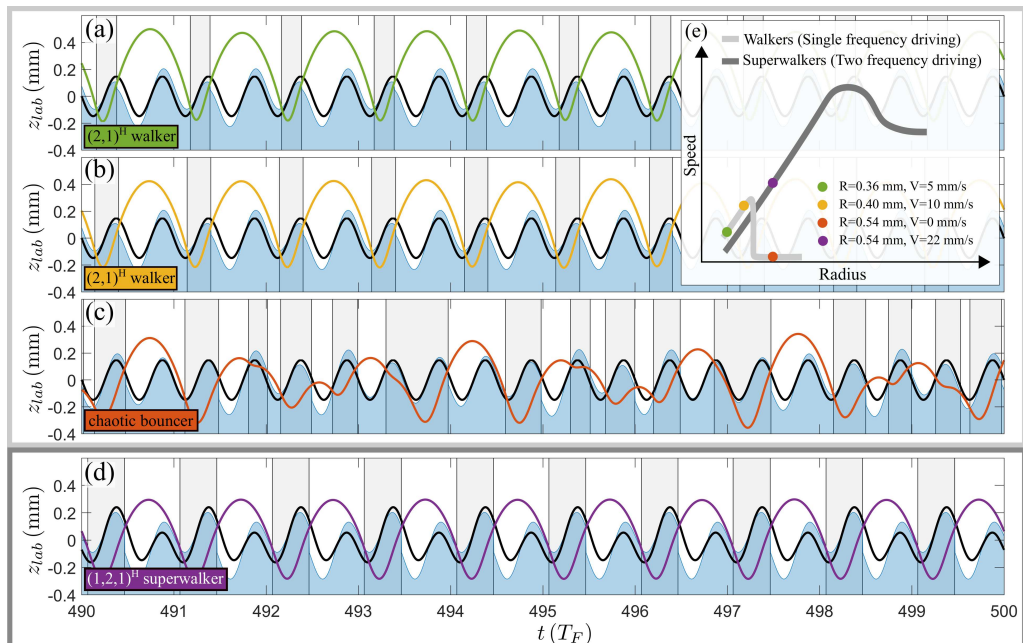 (a)
0.4
0.2
0
-0.2
-0.4
z_lab (mm)
(2,1)^H walker
(e)
Walkers (Single frequency driving)
Superwalkers (Two frequency driving)
Speed
R=0.36 mm, V=5 mm/s
R=0.40 mm, V=10 mm/s
R=0.54 mm, V=0 mm/s
R=0.54 mm, V=22 mm/s
Radius
(b)
0.4
0.2
0
-0.2
-0.4
z_lab (mm)
(2,1)^H walker
(c)
0.4
0.2
0
-0.2
-0.4
z_lab (mm)
chaotic bouncer
(d)
0.4
0.2
0
-0.2
-0.4
z_lab (mm)
(1,2,1)^H superwalker
490 491 492 493 494 495 496 497 498 499 500
t (T_F)